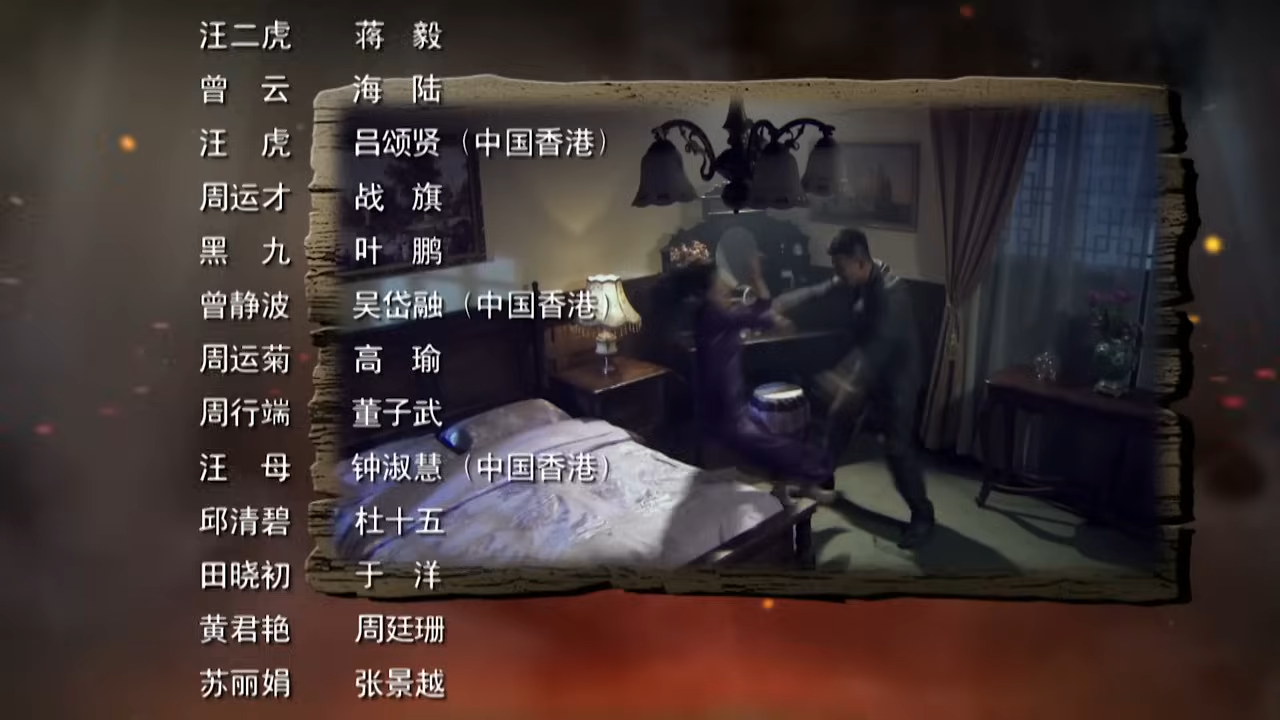 汪二虎 蒋 毅
曾 云 海 陆
汪 虎 吕颂贤（中国香港）
周运才 战 旗
黑 九 叶 鹏
曾静波 吴岱融（中国香港）
周运菊 高 瑜
周行端 董子武
汪 母 钟淑慧（中国香港）
邱清碧 杜十五
田晓初 于 洋
黄君艳 周廷珊
苏丽娟 张景越